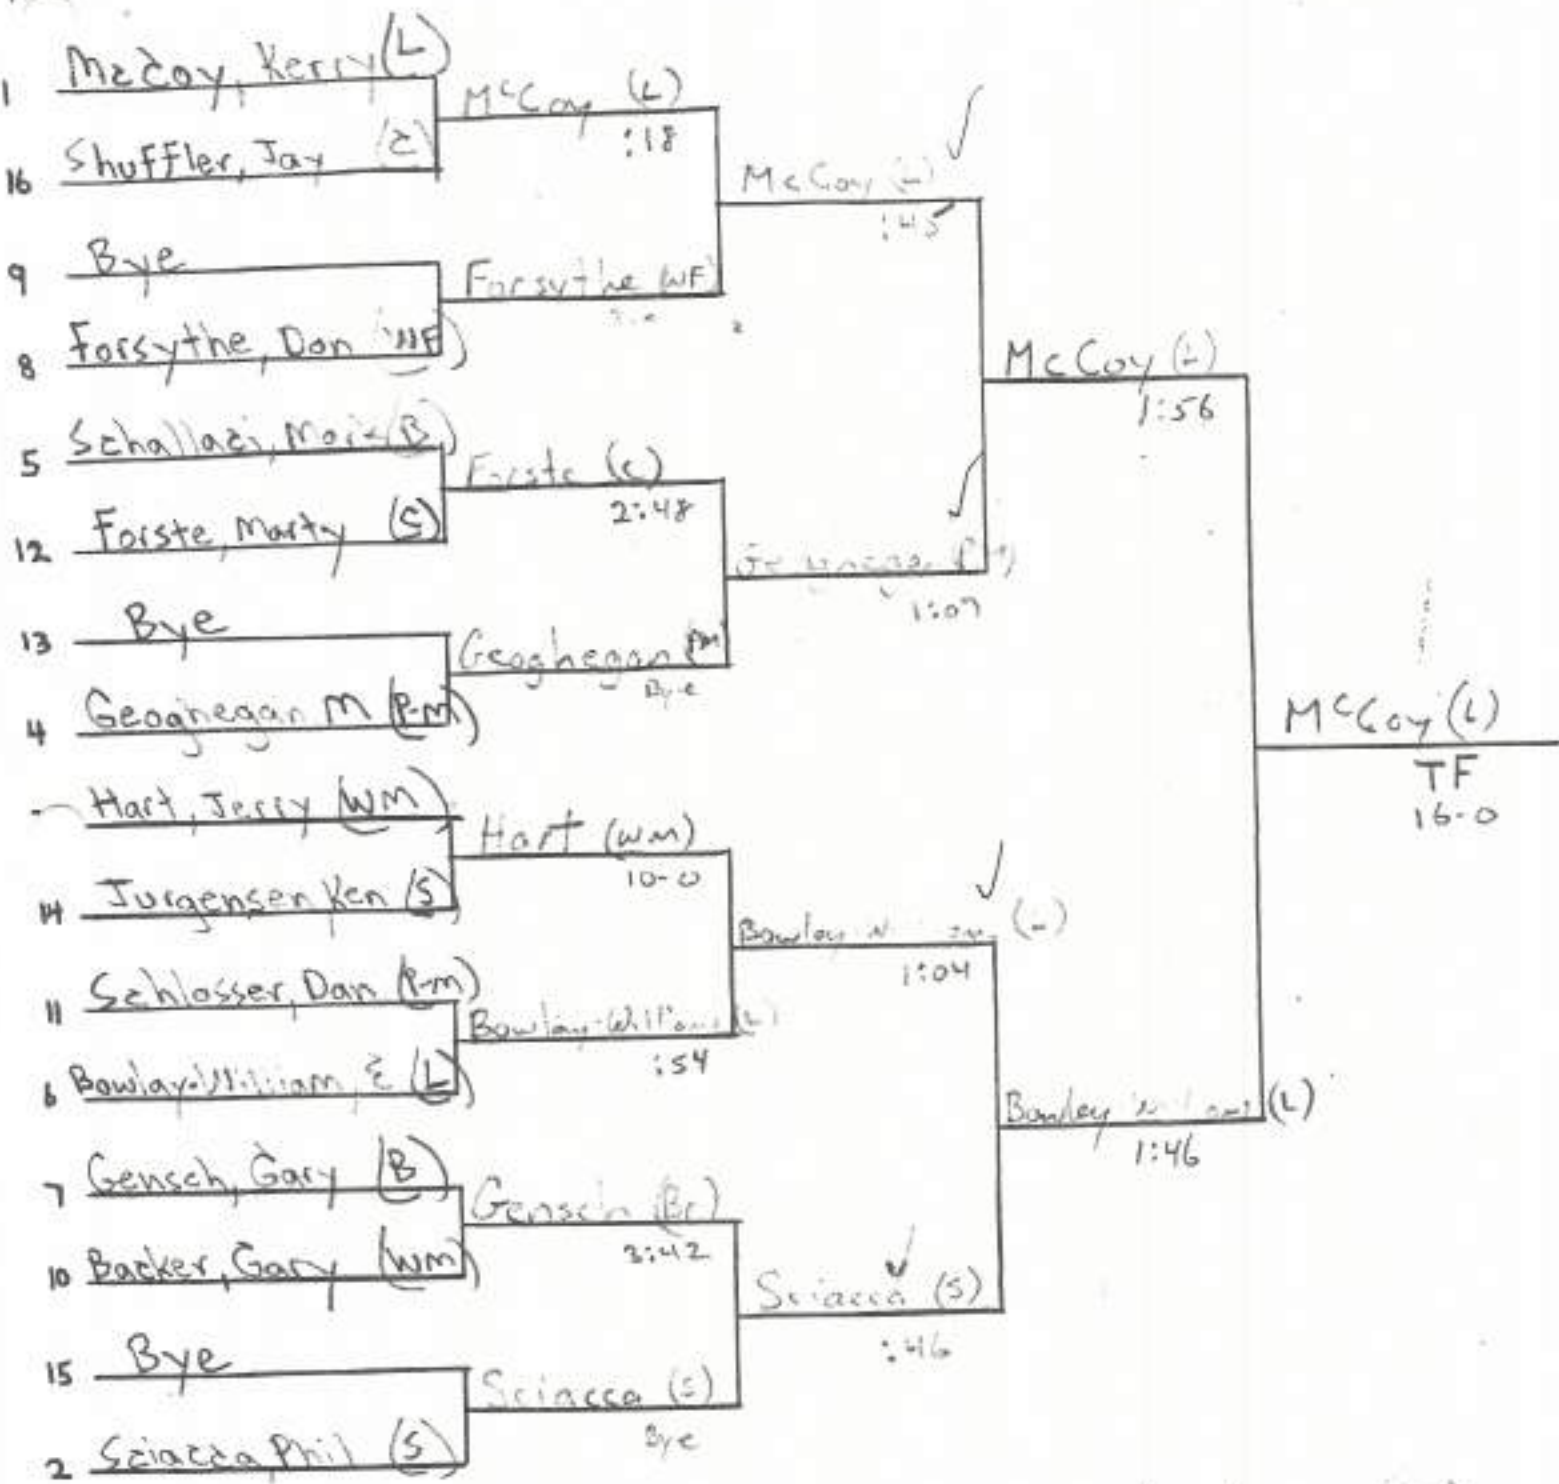 1 McCoy, Kerry (L)
16 Shuffler, Jay
9 Bye
8 Forsythe, Don (WF)
5 (B)
12 Forste, Marty (S)
13 Bye
4 Geoghegan M (P-M)
Hart, Jerry (WM)
14 Jurgensen Ken (S)
11 Schlosser, Dan (P-M)
6 Bowlay-William, E (L)
7 Gensch, Gary (B)
10 Backer, Gary (WM)
15 Bye
2 Sciacca Phil (S)
McCoy (L)
:18
Forsythe (WF)
Forste (C)
2:48
Geoghegan (PM)
Bye
Hart (WM)
10-0
Bowlay-Williams (L)
:54
Gensch (Br)
3:42
Sciacca (S)
Bye
McCoy (L)
:45
1:07
Bowley (L)
1:04
Sciacca (S)
:46
McCoy (L)
1:56
Bowley (L)
1:46
McCoy (L)
TF
16-0